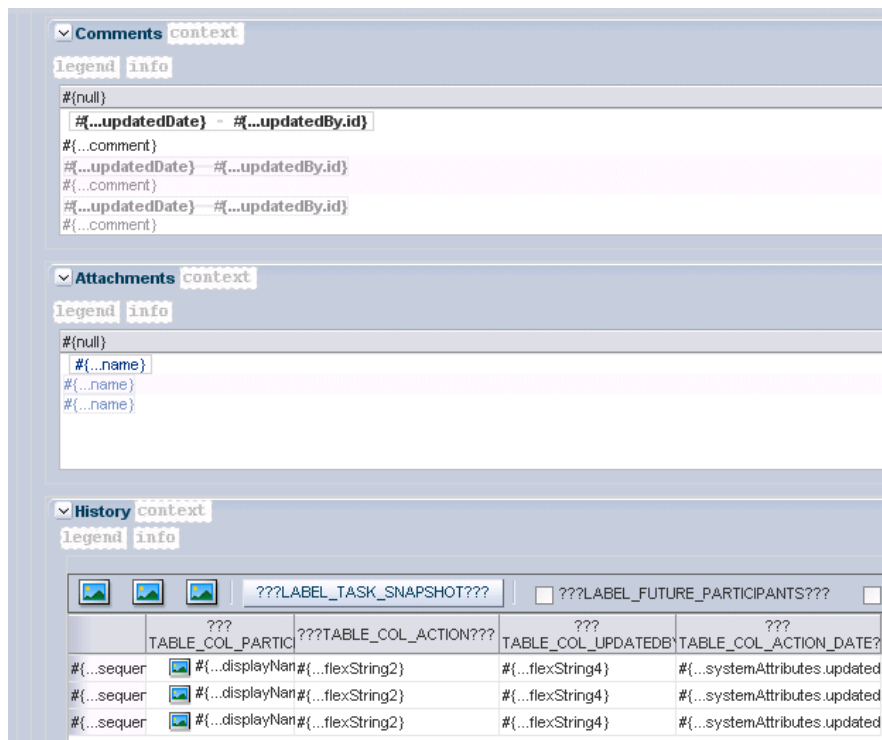 Comments context
legend info
#{null}
#{...updatedDate} - #{...updatedBy.id}
#{...comment}
#{...updatedDate} #{...updatedBy.id}
#{...comment}
#{...updatedDate} #{...updatedBy.id}
#{...comment}
Attachments context
legend info
#{null}
#{...name}
#{...name}
#{...name}
History context
legend info
???LABEL_TASK_SNAPSHOT??? ???LABEL_FUTURE_PARTICIPANTS???
??? TABLE_COL_PARTIC ???TABLE_COL_ACTION??? ??? TABLE_COL_UPDATEDBY ??? TABLE_COL_ACTION_DATE?
#{...sequer #{...displayNan #{...flexString2} #{...flexString4} #{...systemAttributes.updated
#{...sequer #{...displayNan #{...flexString2} #{...flexString4} #{...systemAttributes.updated
#{...sequer #{...displayNan #{...flexString2} #{...flexString4} #{...systemAttributes.updated